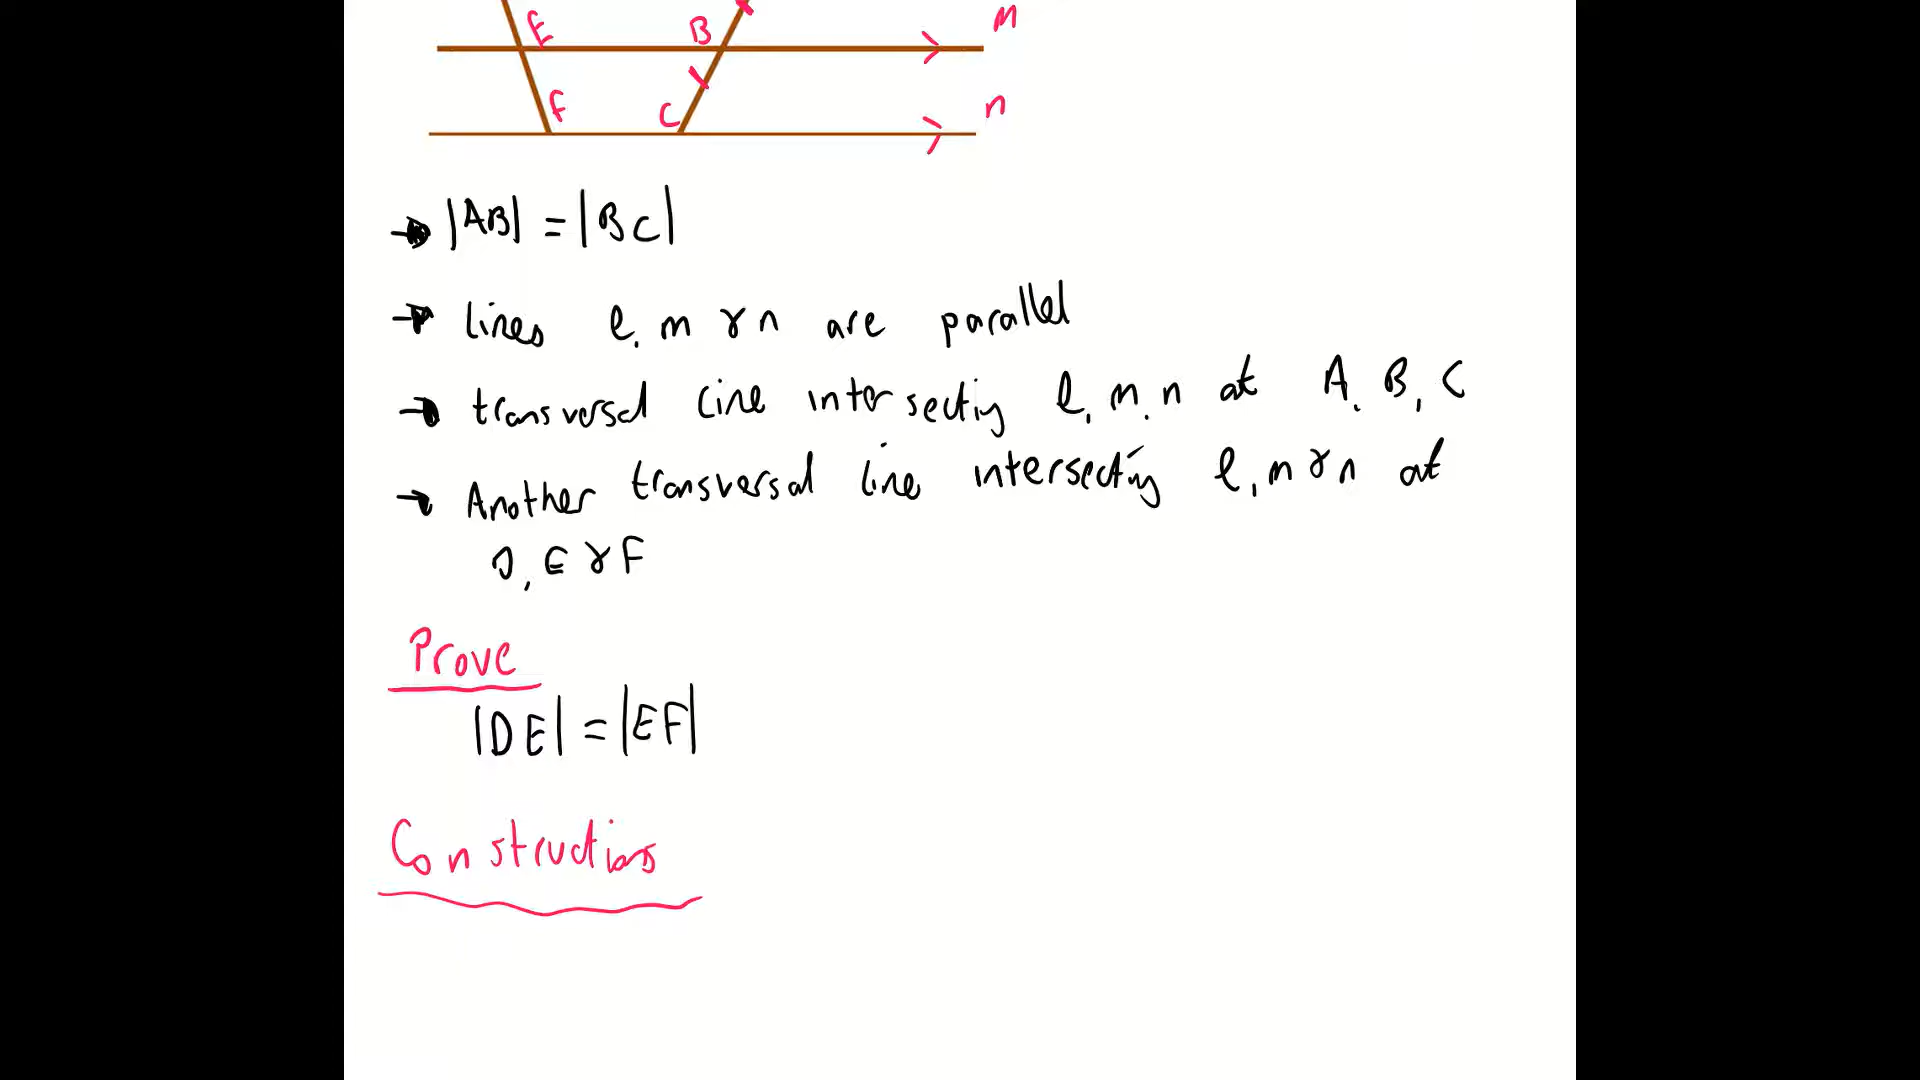 E B m
F C n
→ |AB| = |BC|
→ lines l, m & n are parallel
→ transversal line intersecting l, m, n at A, B, C
→ Another transversal line intersecting l, m & n at
D, E & F
Prove
|DE| = |EF|
Constructions